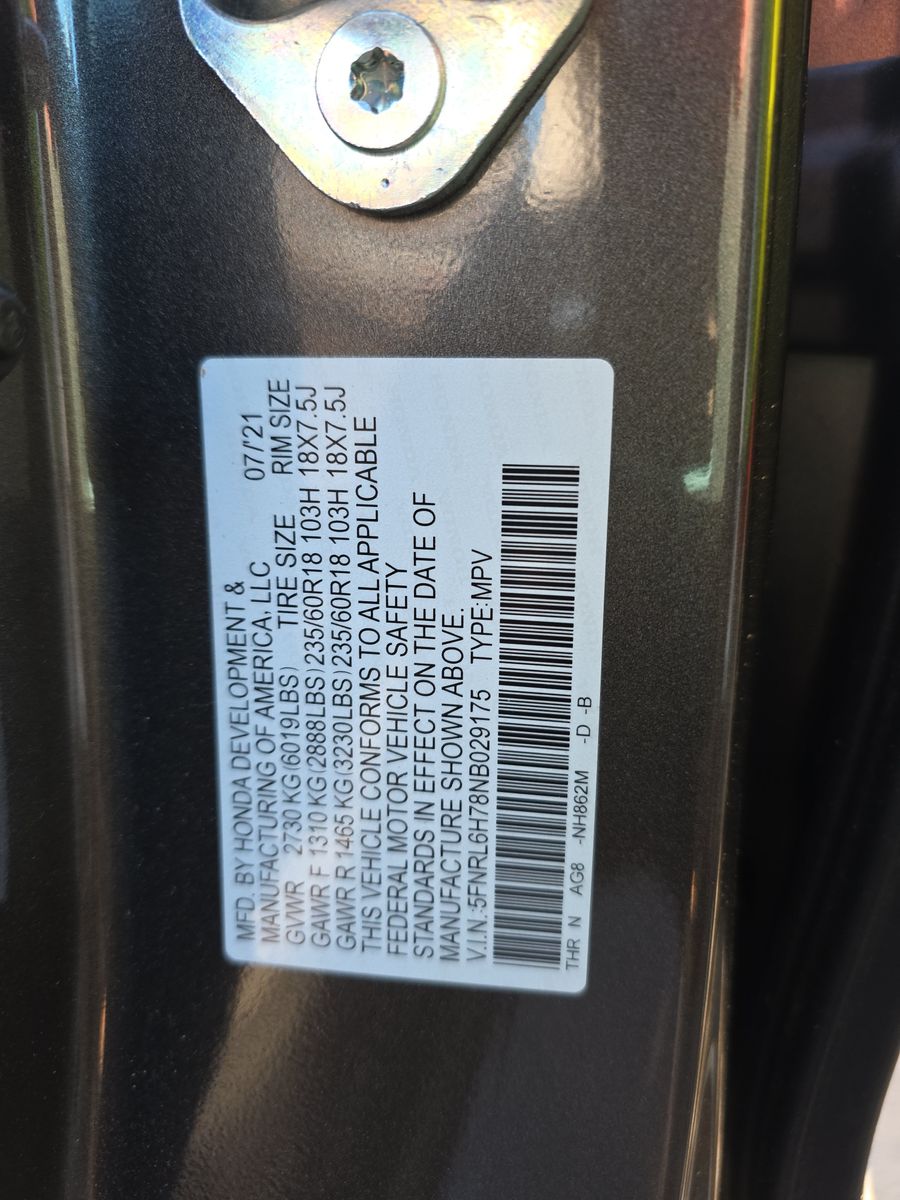 MFD. BY HONDA DEVELOPMENT & 07/'21
MANUFACTURING OF AMERICA, LLC
GVWR 2730 KG(6019LBS) TIRE SIZE RIM SIZE
GAWR F 1310 KG(2888LBS)235/60R18 103H 18X7.5J
GAWR R 1465 KG(3230LBS)235/60R18 103H 18X7.5J
THIS VEHICLE CONFORMS TO ALL APPLICABLE
FEDERAL MOTOR VEHICLE SAFETY
STANDARDS IN EFFECT ON THE DATE OF
MANUFACTURE SHOWN ABOVE.
V.I.N.:5FNRL6H78NB029175 TYPE:MPV
THR N AG8 -NH862M -D -B